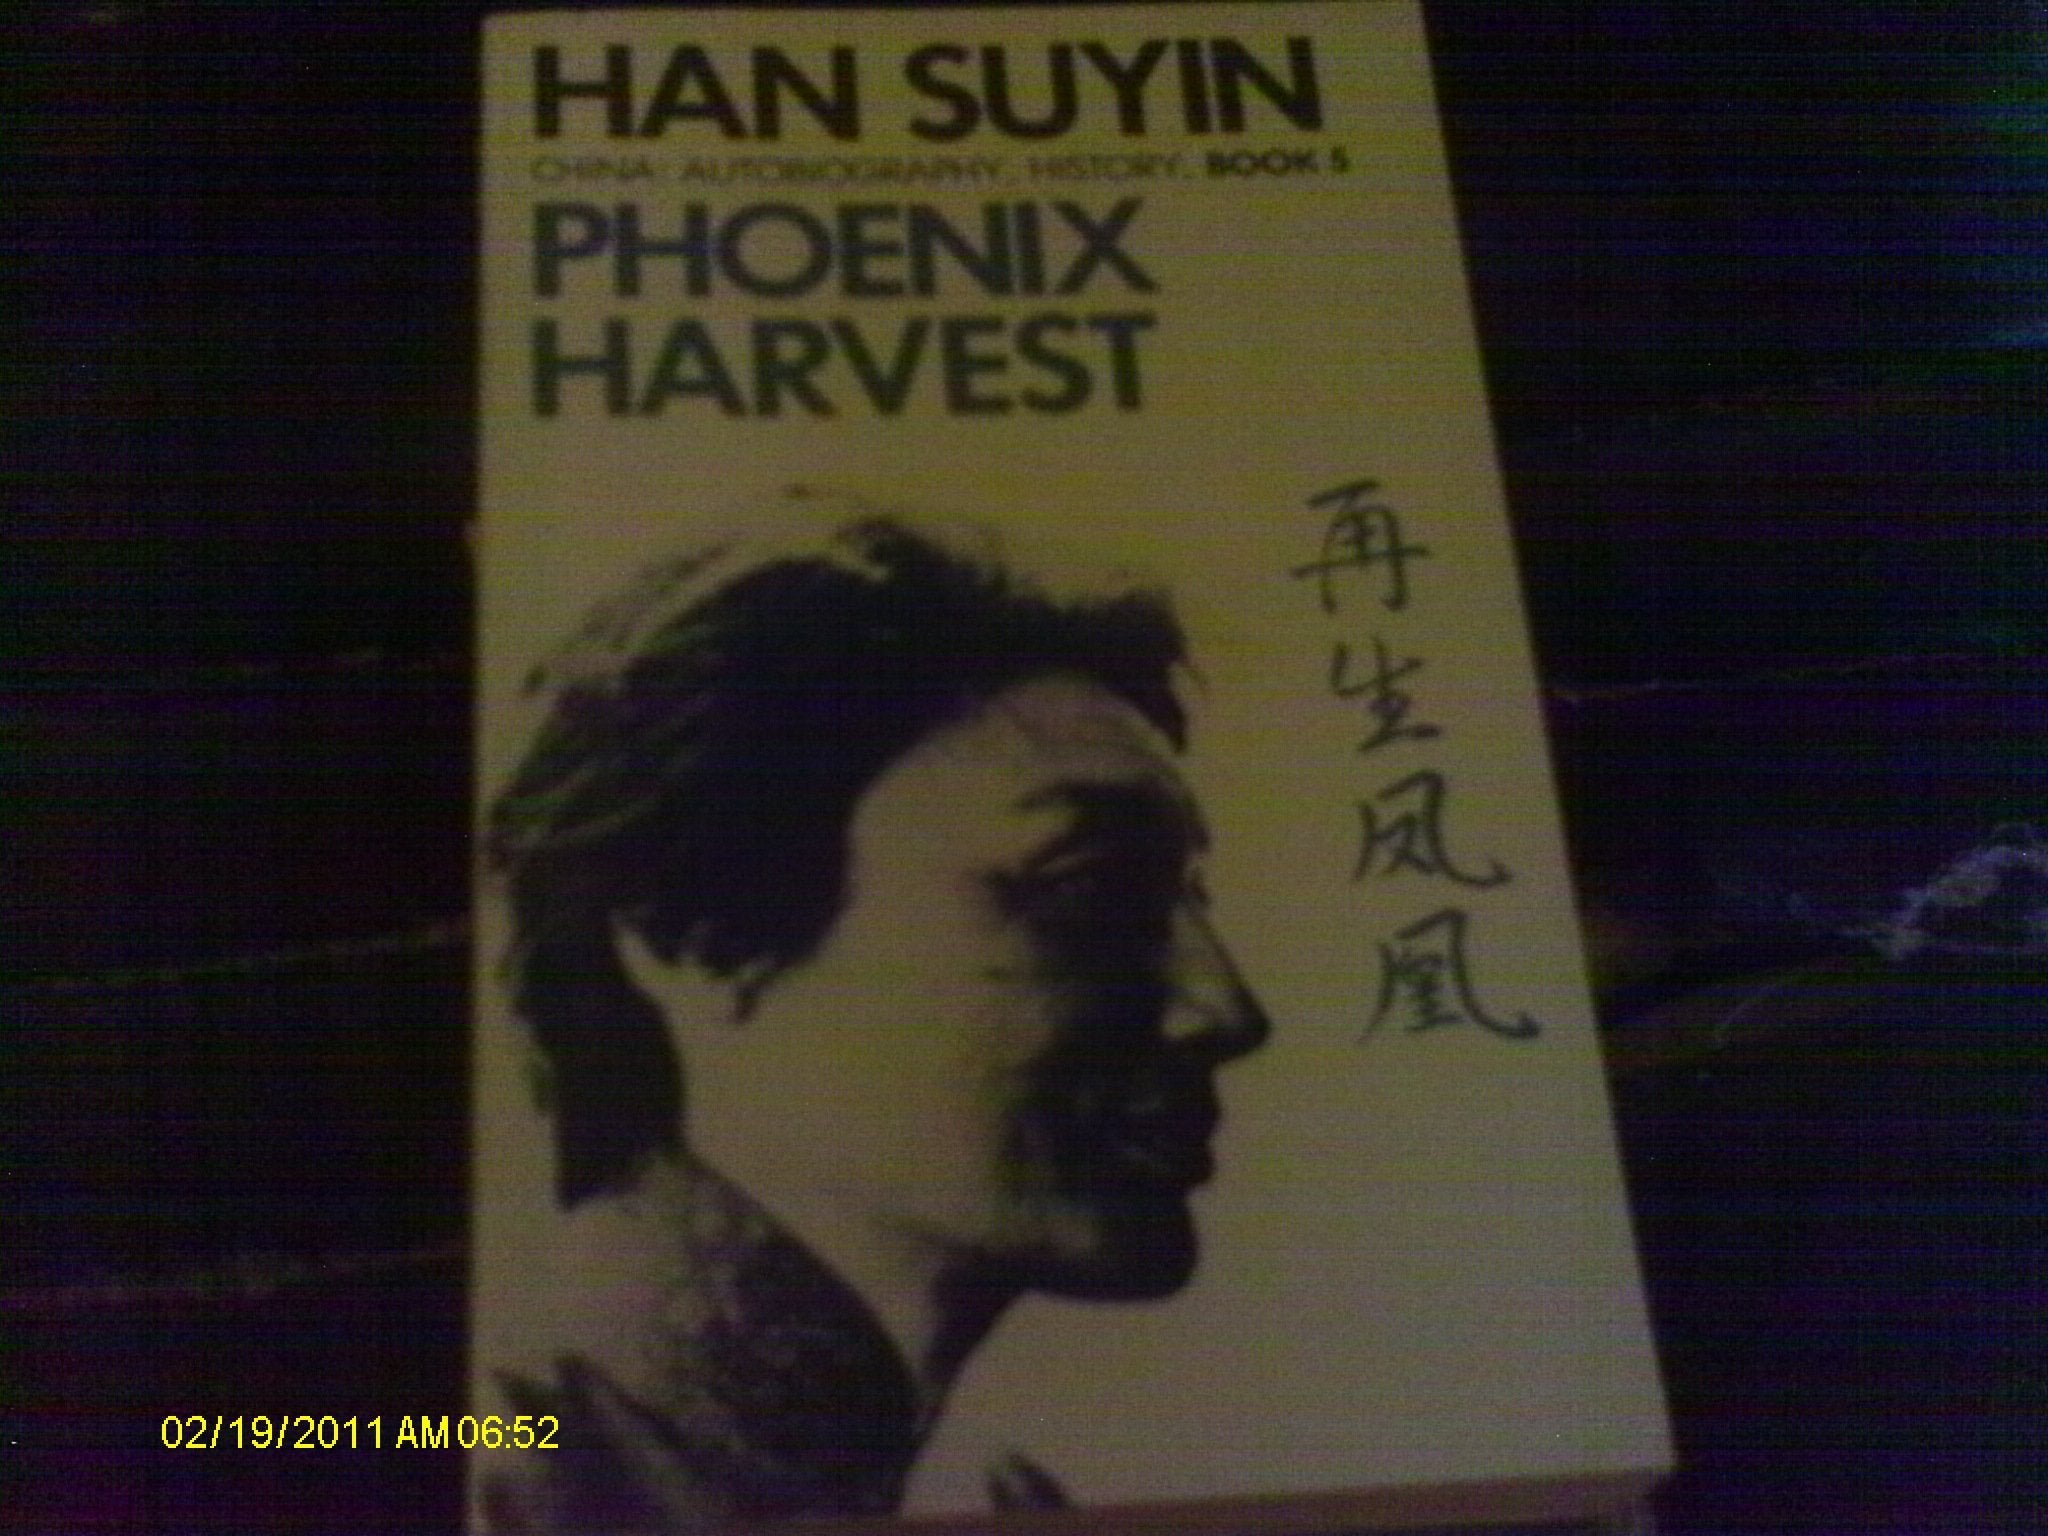 HAN SUYIN
CHINA: AUTOBIOGRAPHY, HISTORY: BOOK 5
PHOENIX
HARVEST
再生凤凰
02/19/2011 AM 06:52